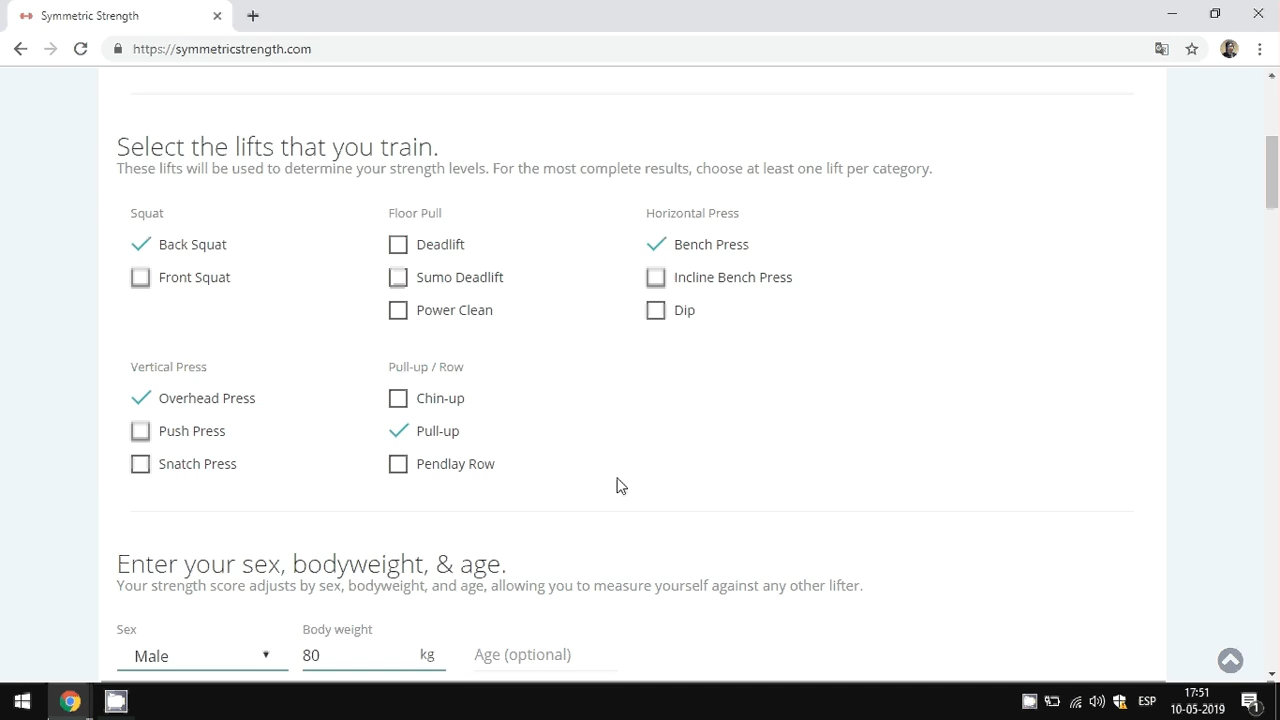 Symmetric Strength
https://symmetricstrength.com
Select the lifts that you train.
These lifts will be used to determine your strength levels. For the most complete results, choose at least one lift per category.
Squat
Back Squat
Front Squat
Floor Pull
Deadlift
Sumo Deadlift
Power Clean
Horizontal Press
Bench Press
Incline Bench Press
Dip
Vertical Press
Overhead Press
Push Press
Snatch Press
Pull-up / Row
Chin-up
Pull-up
Pendlay Row
Enter your sex, bodyweight, & age.
Your strength score adjusts by sex, bodyweight, and age, allowing you to measure yourself against any other lifter.
Sex
Male
Body weight
80 kg
Age (optional)
ESP
17:51
10-05-2019
1